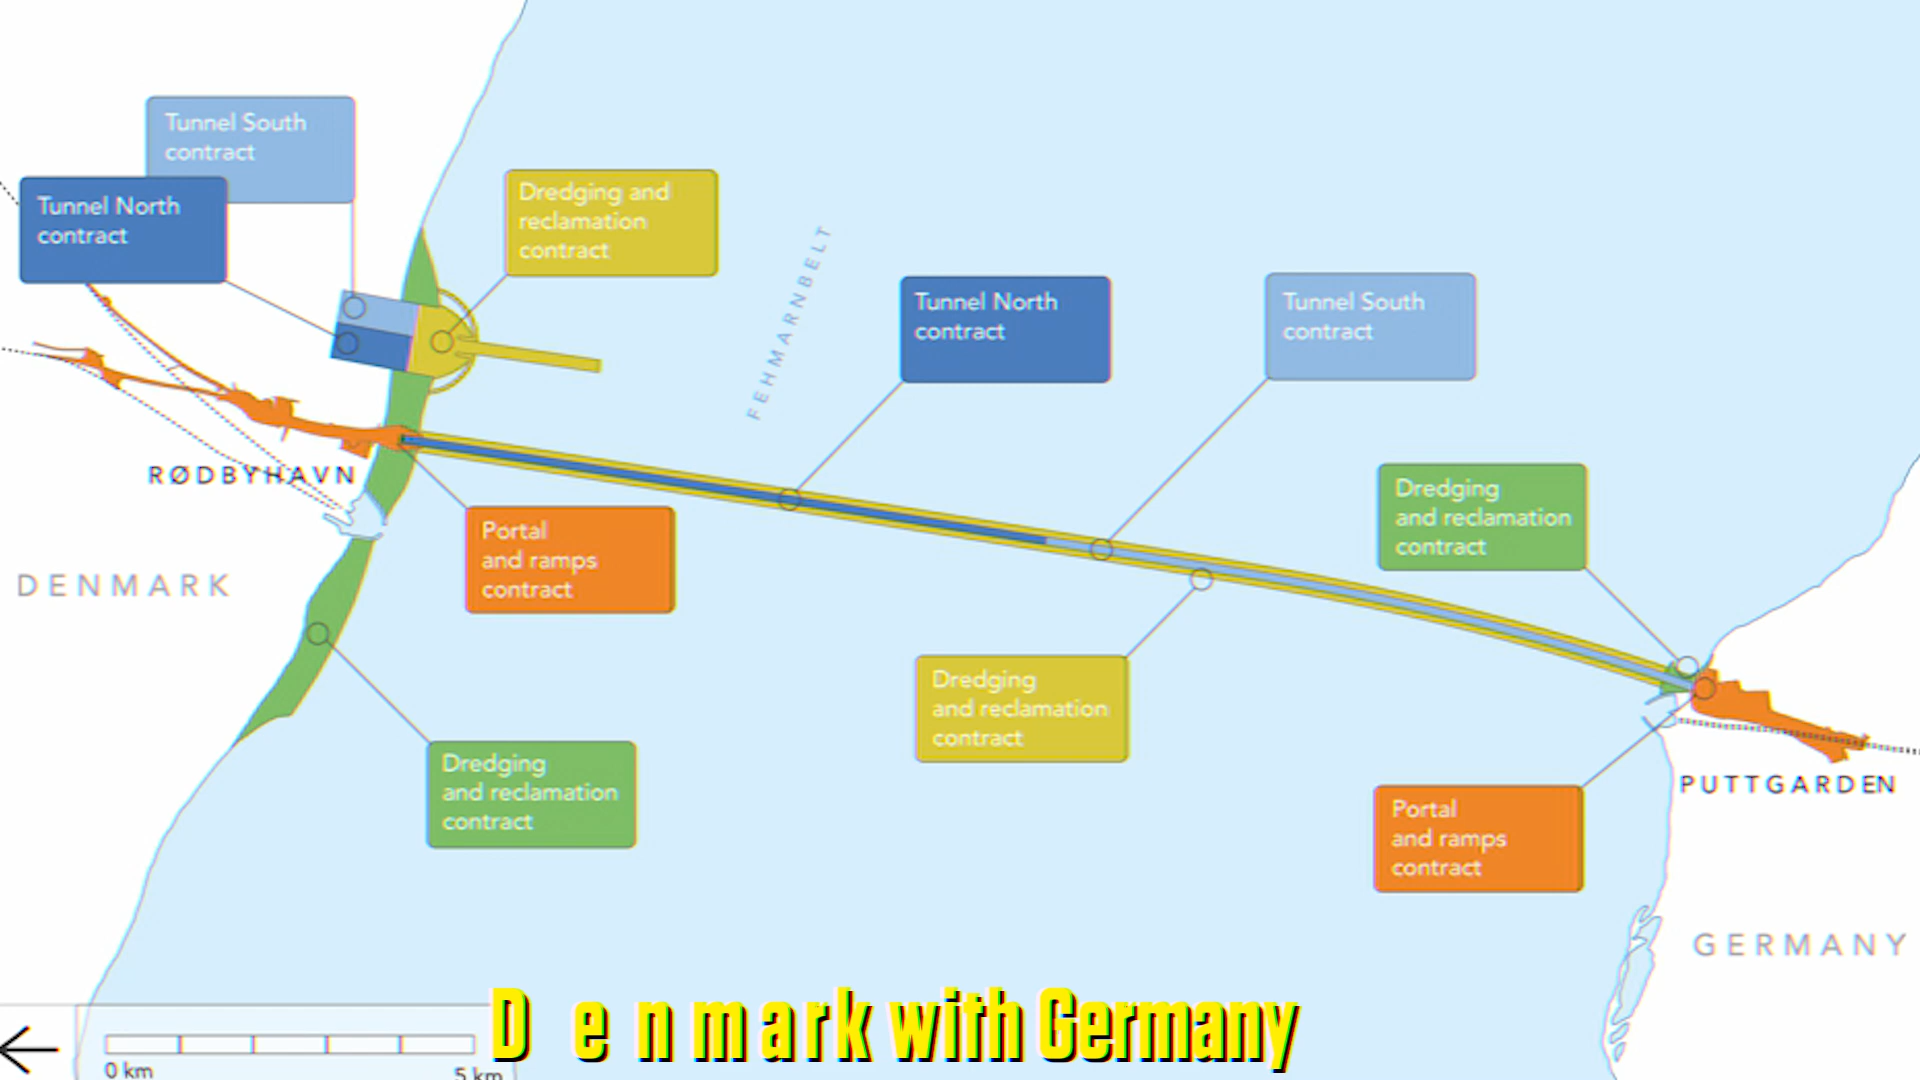 Tunnel South
contract
Tunnel North
contract
Dredging and
reclamation
contract
FEHMARNBELT
Tunnel North
contract
Tunnel South
contract
RØDBYHAVN
Portal
and ramps
contract
Dredging
and reclamation
contract
DENMARK
Dredging
and reclamation
contract
Dredging
and reclamation
contract
PUTTGARDEN
Portal
and ramps
contract
GERMANY
Denmark with Germany
0 km
5 km